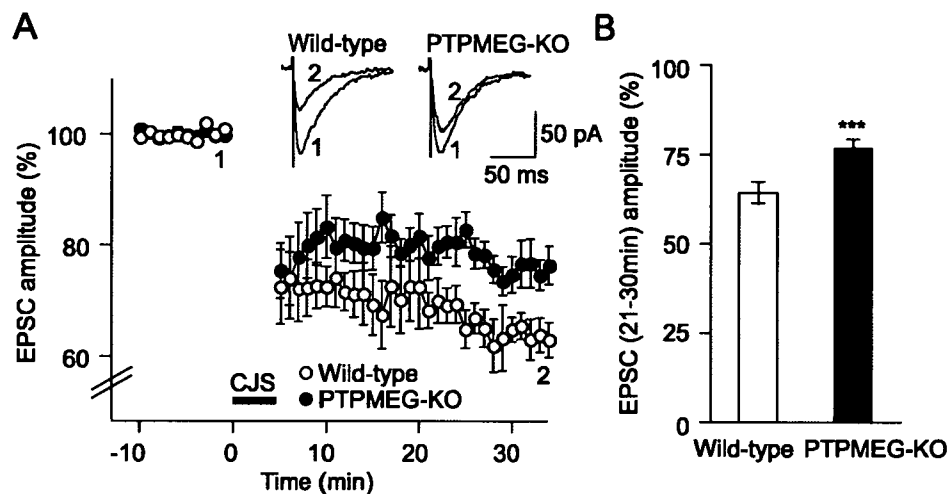 A
Wild-type
PTPMEG-KO
2
1
2
1
50 pA
50 ms
EPSC amplitude (%)
100
80
60
1
2
CJS
Wild-type
PTPMEG-KO
-10
0
10
20
30
Time (min)
B
EPSC (21-30min) amplitude (%)
100
75
50
25
0
***
Wild-type
PTPMEG-KO